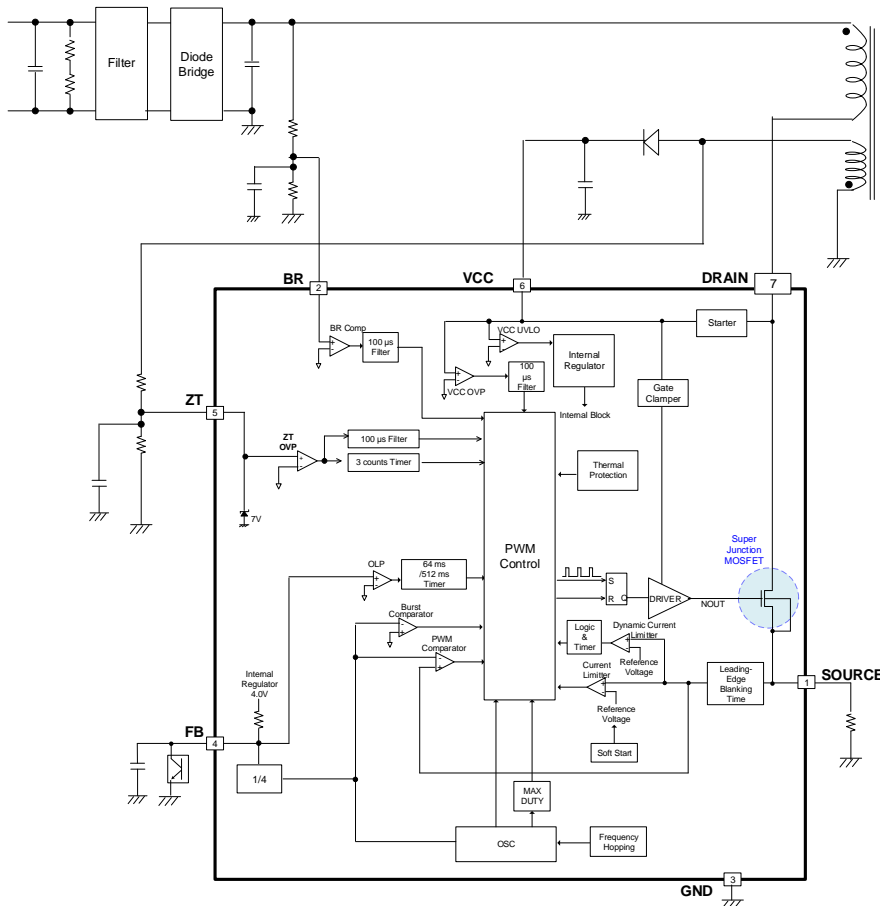 Filter
Diode
Bridge
BR
VCC
DRAIN
2
6
7
BR Comp
100 µs
Filter
VCC UVLO
Starter
Internal
Regulator
VCC OVP
100
µs
Filter
Gate
Clamper
Internal Block
ZT
5
ZT
OVP
100 µs Filter
3 counts Timer
Thermal
Protection
7V
PWM
Control
Super
Junction
MOSFET
OLP
64 ms
/512 ms
Timer
S
R
Q
DRIVER
NOUT
Burst
Comparator
PWM
Comparator
Logic
&
Timer
Dynamic Current
Limitter
Reference
Voltage
Current
Limitter
Reference
Voltage
Leading-
Edge
Blanking
Time
1
SOURCE
Internal
Regulator
4.0V
FB
4
Soft Start
1/4
MAX
DUTY
OSC
Frequency
Hopping
3
GND